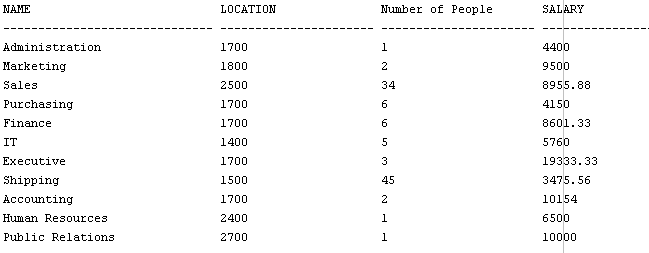 NAME LOCATION Number of People SALARY
---------------------------- ---------------------- ---------------------- ----------------------
Administration 1700 1 4400
Marketing 1800 2 9500
Sales 2500 34 8955.88
Purchasing 1700 6 4150
Finance 1700 6 8601.33
IT 1400 5 5760
Executive 1700 3 19333.33
Shipping 1500 45 3475.56
Accounting 1700 2 10154
Human Resources 2400 1 6500
Public Relations 2700 1 10000